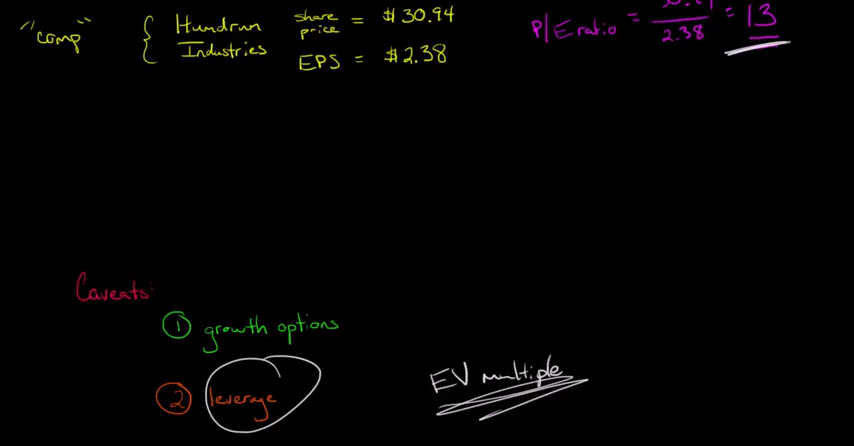 "comp" { Humdrun Industries
share price = $30.94
EPS = $2.38
P/E ratio = 2.38 = 13
Caveats:
① growth options
② leverage
EV multiple